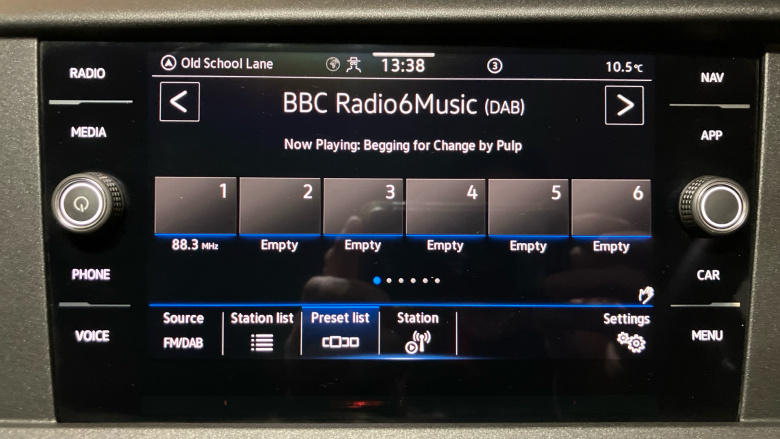 RADIO
MEDIA
PHONE
VOICE
Old School Lane
13:38
3
10.5°C
<
BBC Radio6Music (DAB)
>
Now Playing: Begging for Change by Pulp
1
2
3
4
5
6
88.3 MHz
Empty
Empty
Empty
Empty
Empty
Source
FM/DAB
Station list
Preset list
Station
Settings
NAV
APP
CAR
MENU